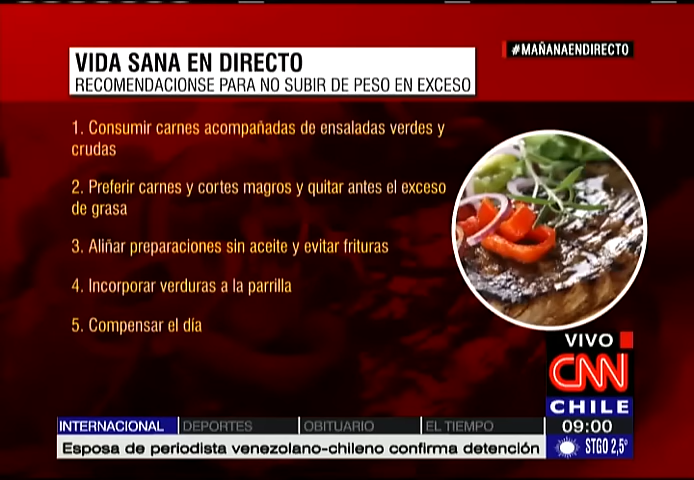 VIDA SANA EN DIRECTO
RECOMENDACIONSE PARA NO SUBIR DE PESO EN EXCESO
#MAÑANAENDIRECTO
1. Consumir carnes acompañadas de ensaladas verdes y
crudas
2. Preferir carnes y cortes magros y quitar antes el exceso
de grasa
3. Aliñar preparaciones sin aceite y evitar frituras
4. Incorporar verduras a la parrilla
5. Compensar el día
VIVO
CNN
CHILE
INTERNACIONAL DEPORTES OBITUARIO EL TIEMPO
09:00
Esposa de periodista venezolano-chileno confirma detención
STGO 2,5°